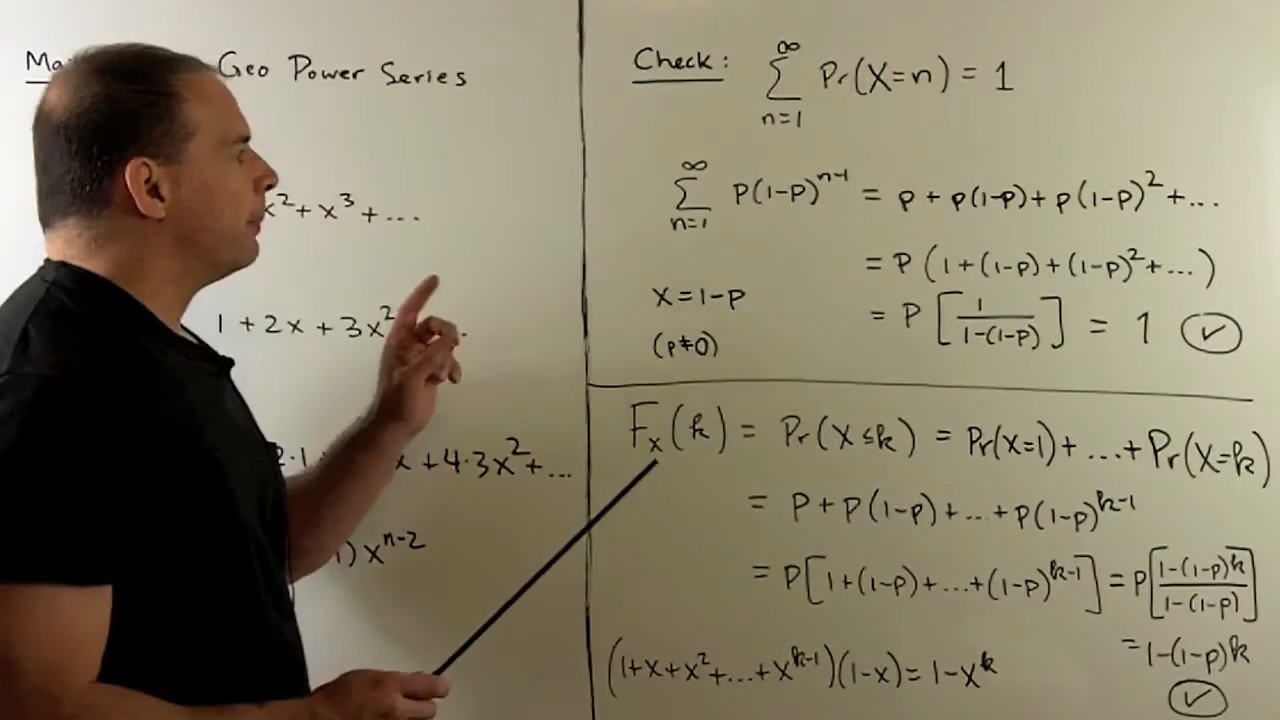 Geo Power Series
x² + x³ + ...
1 + 2x + 3x²
x + 4·3x² + ...
x^{n-2}
Check: ∑_{n=1}^{∞} Pr(X=n) = 1
∑_{n=1}^{∞} P(1-P)^{n-1} = P + P(1-P) + P(1-P)² + ...
= P (1+(1-P)+(1-P)²+...)
x = 1-P
(P≠0)
= P [1/(1-(1-P))] = 1 ✓
F_X(k) = Pr(X≤k) = Pr(X=1) + ... + Pr(X=k)
= P + P(1-P) + ... + P(1-P)^{k-1}
= P[1+(1-P)+...+(1-P)^{k-1}] = P[(1-(1-P)^k)/(1-(1-P))]
= 1-(1-P)^k
✓
(1+x+x²+...+x^{k-1})(1-x) = 1-x^k